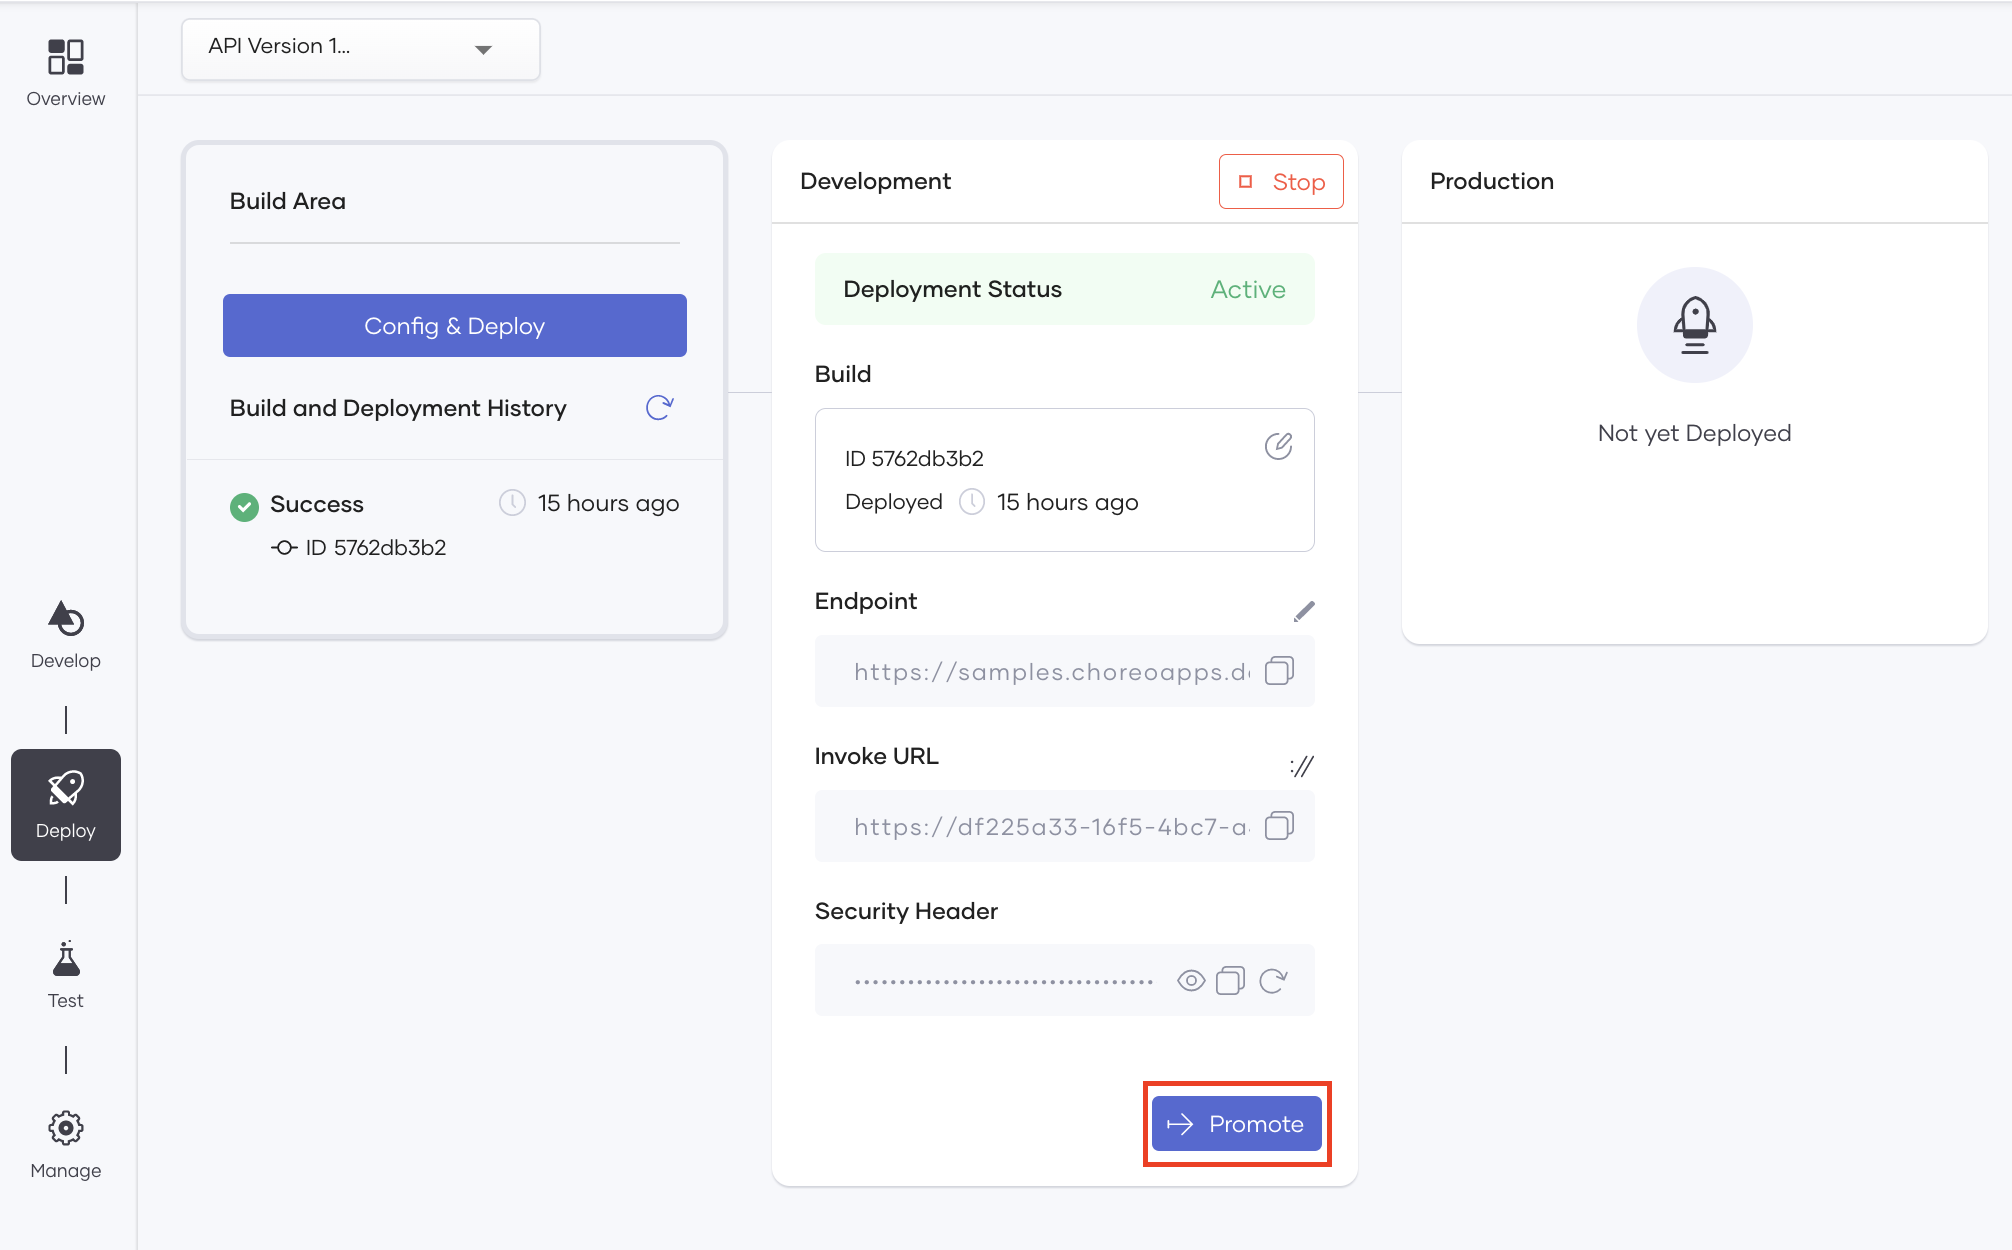 API Version 1...
Overview
Develop
Deploy
Test
Manage
Build Area
Config & Deploy
Build and Deployment History
Success 15 hours ago
ID 5762db3b2
Development Stop
Deployment Status Active
Build
ID 5762db3b2
Deployed 15 hours ago
Endpoint
https://samples.choreoapps.d
Invoke URL
://
https://df225a33-16f5-4bc7-a
Security Header
Promote
Production
Not yet Deployed